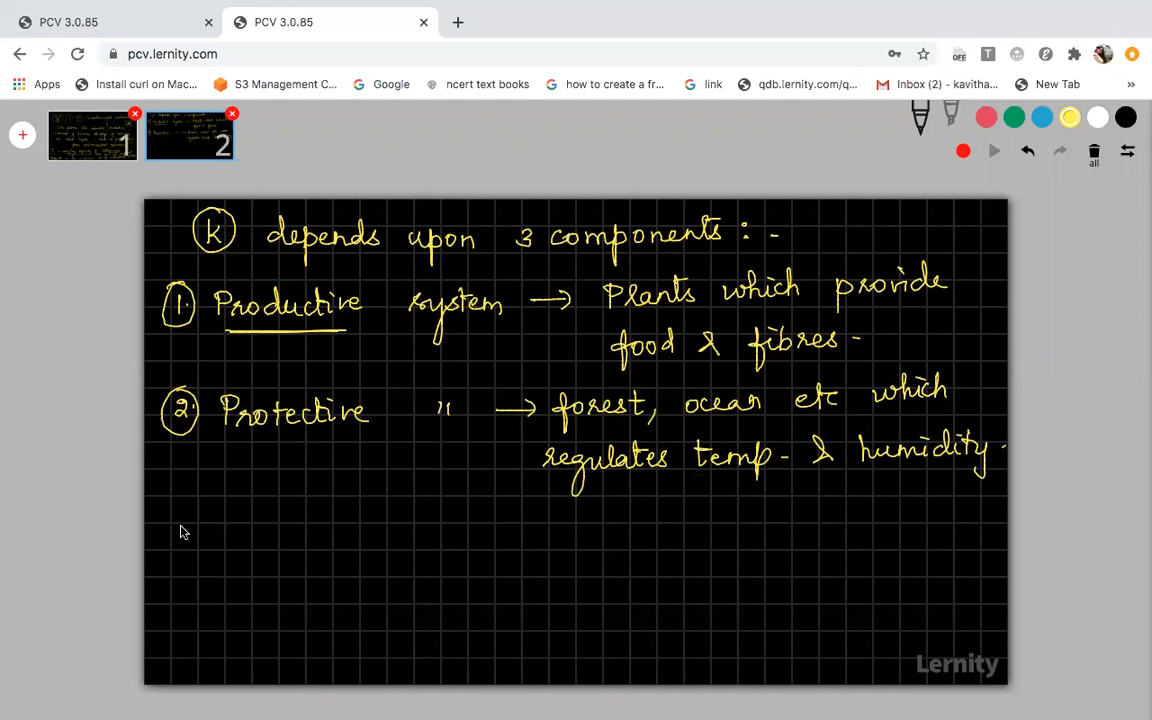 PCV 3.0.85
PCV 3.0.85
pcv.lernity.com
Apps Install curl on Mac... S3 Management C... Google ncert text books how to create a fr... link qdb.lernity.com/q... Inbox (2) - kavitha... New Tab »
OFF T
1 2
all
K depends upon 3 components : -
1. Productive system → Plants which provide
food & fibres -
2. Protective " → forest, ocean etc which
regulates temp - & humidity -
Lernity